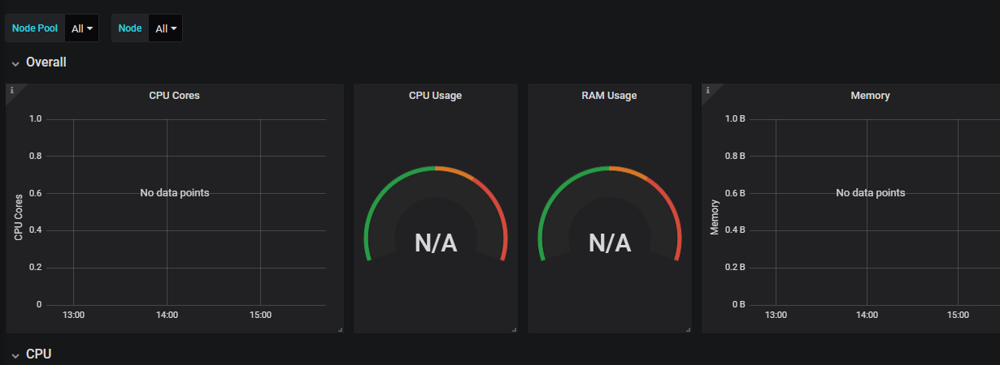 Node Pool All Node All
Overall
i CPU Cores
1.0
0.8
0.6
0.4
0.2
0
CPU Cores
No data points
13:00 14:00 15:00
CPU Usage
N/A
RAM Usage
N/A
i Memory
1.0 B
0.8 B
0.6 B
0.4 B
0.2 B
0 B
Memory
No data points
13:00 14:00 15:00
CPU